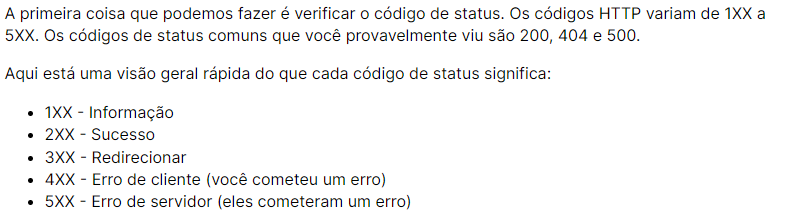 A primeira coisa que podemos fazer é verificar o código de status. Os códigos HTTP variam de 1XX a
5XX. Os códigos de status comuns que você provavelmente viu são 200, 404 e 500.
Aqui está uma visão geral rápida do que cada código de status significa:
• 1XX - Informação
• 2XX - Sucesso
• 3XX - Redirecionar
• 4XX - Erro de cliente (você cometeu um erro)
• 5XX - Erro de servidor (eles cometeram um erro)